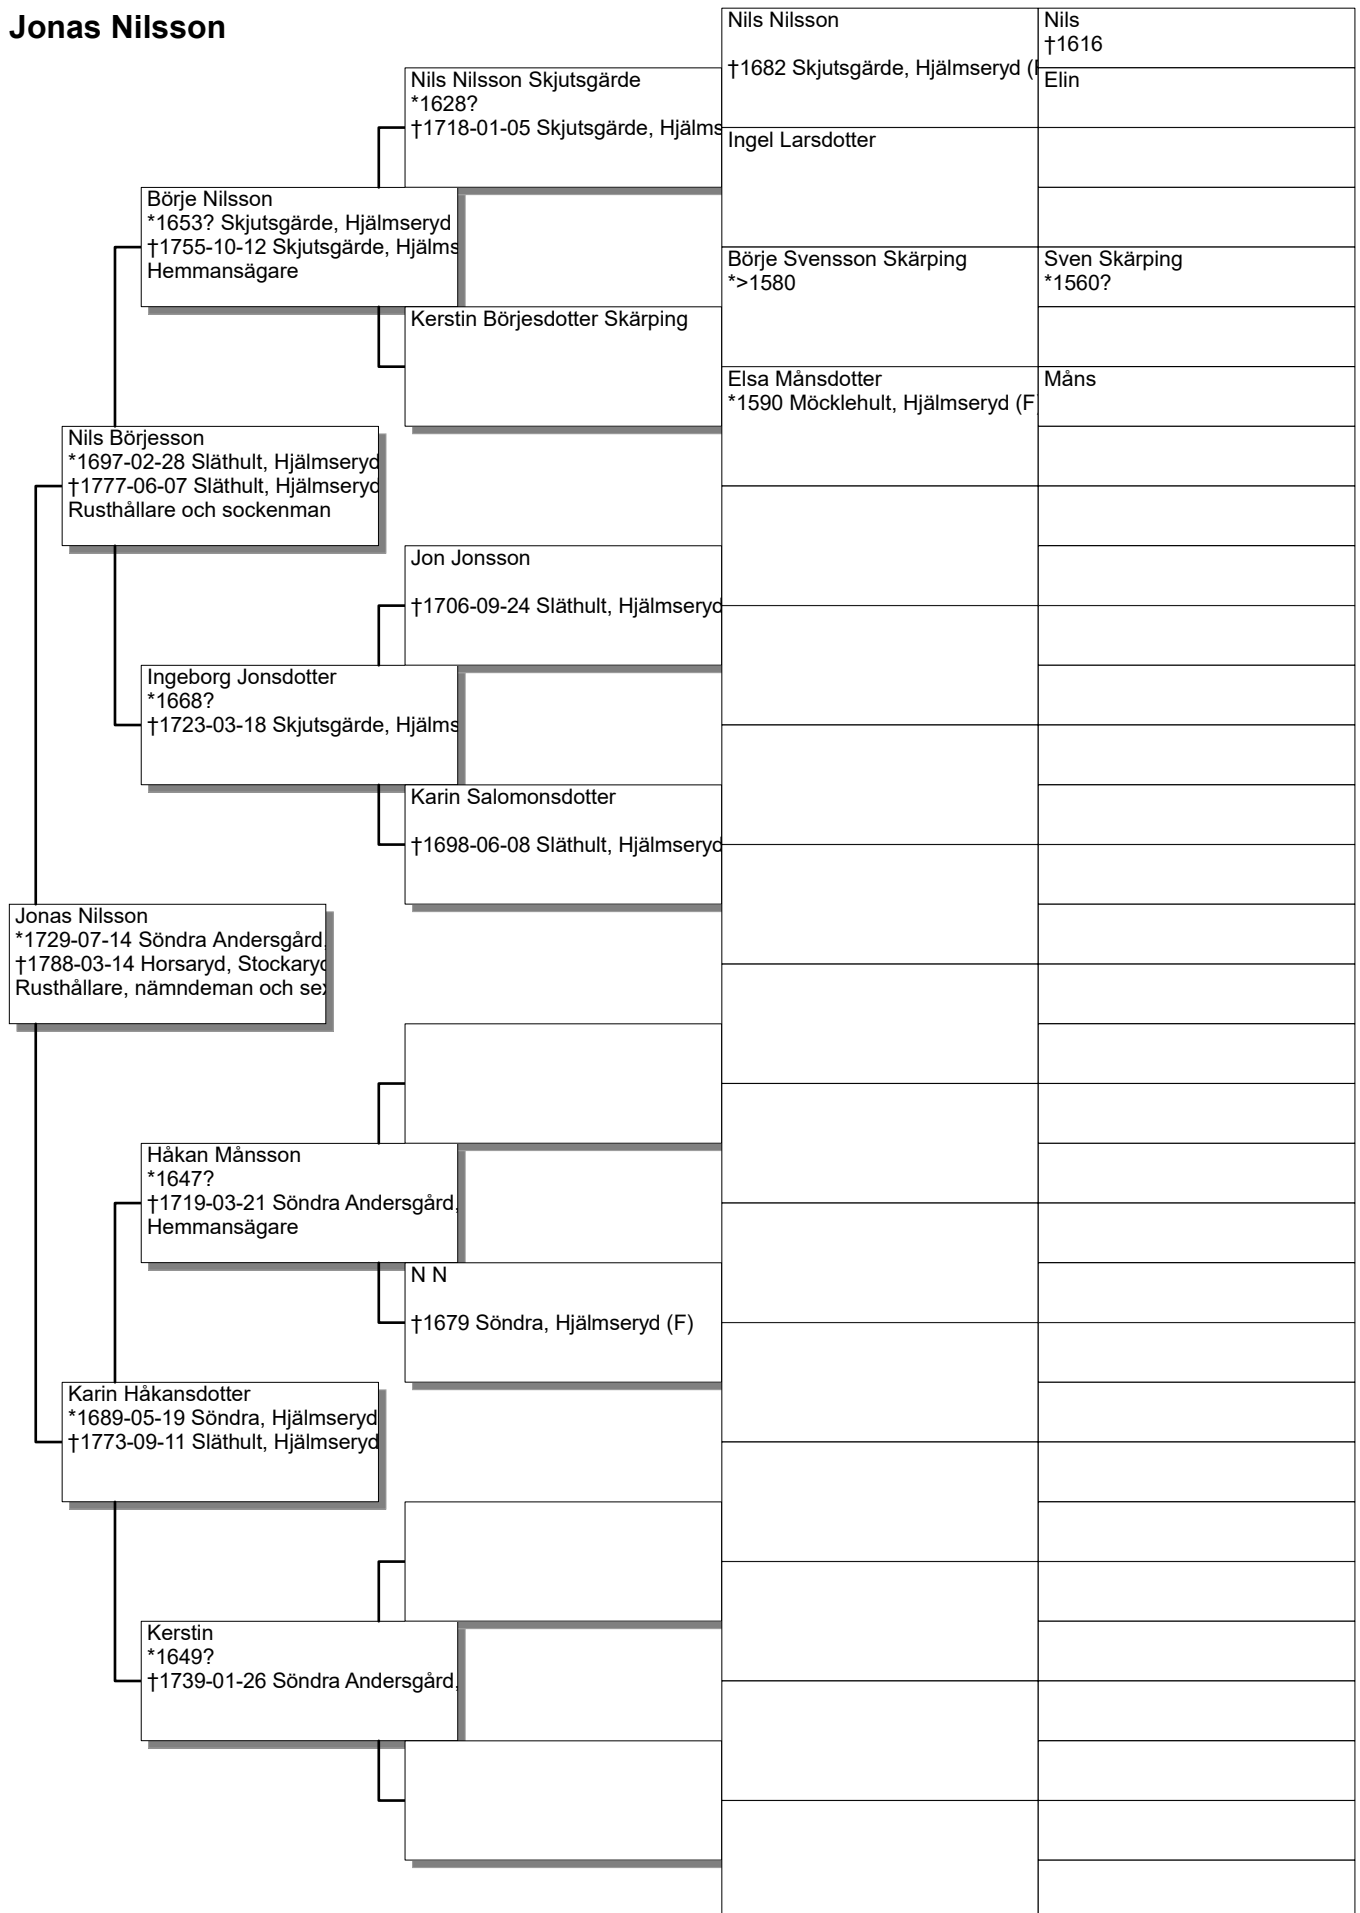 Jonas Nilsson
Nils Nilsson
†1682 Skjutsgärde, Hjälmseryd (
Nils
†1616
Elin
Nils Nilsson Skjutsgärde
*1628?
†1718-01-05 Skjutsgärde, Hjälms
Ingel Larsdotter
Börje Nilsson
*1653? Skjutsgärde, Hjälmseryd
†1755-10-12 Skjutsgärde, Hjälms
Hemmansägare
Börje Svensson Skärping
*>1580
Sven Skärping
*1560?
Kerstin Börjesdotter Skärping
Elsa Månsdotter
*1590 Möcklehult, Hjälmseryd (F
Måns
Nils Börjesson
*1697-02-28 Släthult, Hjälmseryd
†1777-06-07 Släthult, Hjälmseryd
Rusthållare och sockenman
Jon Jonsson
†1706-09-24 Släthult, Hjälmseryd
Ingeborg Jonsdotter
*1668?
†1723-03-18 Skjutsgärde, Hjälms
Karin Salomonsdotter
†1698-06-08 Släthult, Hjälmseryd
Jonas Nilsson
*1729-07-14 Söndra Andersgård,
†1788-03-14 Horsaryd, Stockaryd
Rusthållare, nämndeman och sex
Håkan Månsson
*1647?
†1719-03-21 Söndra Andersgård,
Hemmansägare
N N
†1679 Söndra, Hjälmseryd (F)
Karin Håkansdotter
*1689-05-19 Söndra, Hjälmseryd
†1773-09-11 Släthult, Hjälmseryd
Kerstin
*1649?
†1739-01-26 Söndra Andersgård,